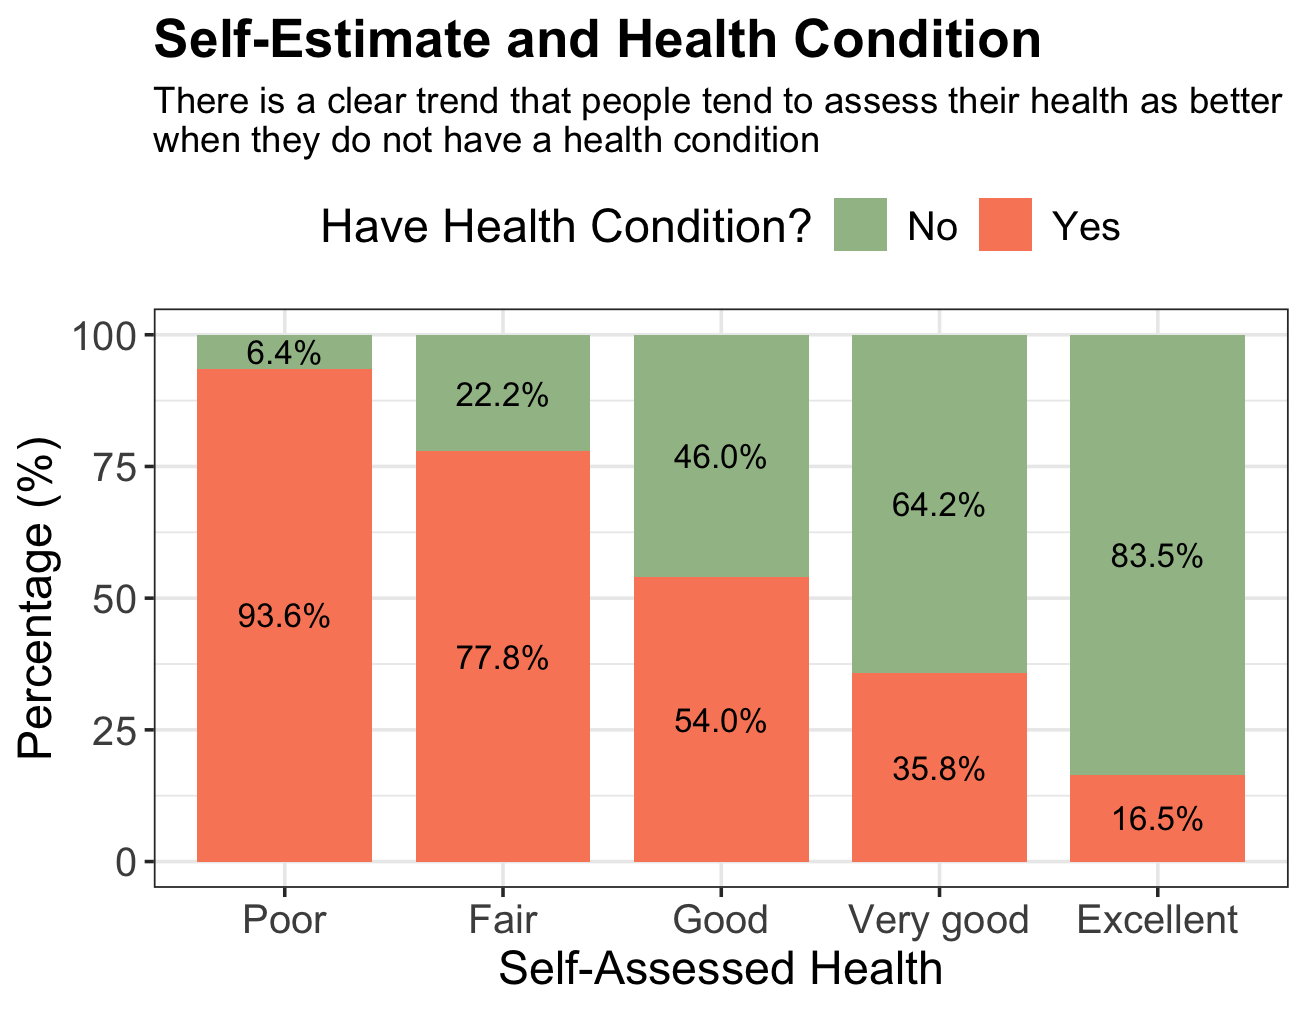 Self-Estimate and Health Condition
There is a clear trend that people tend to assess their health as better
when they do not have a health condition
Have Health Condition? No Yes
100
75
50
25
0
Percentage (%)
6.4%
93.6%
22.2%
77.8%
46.0%
54.0%
64.2%
35.8%
83.5%
16.5%
Poor Fair Good Very good Excellent
Self-Assessed Health